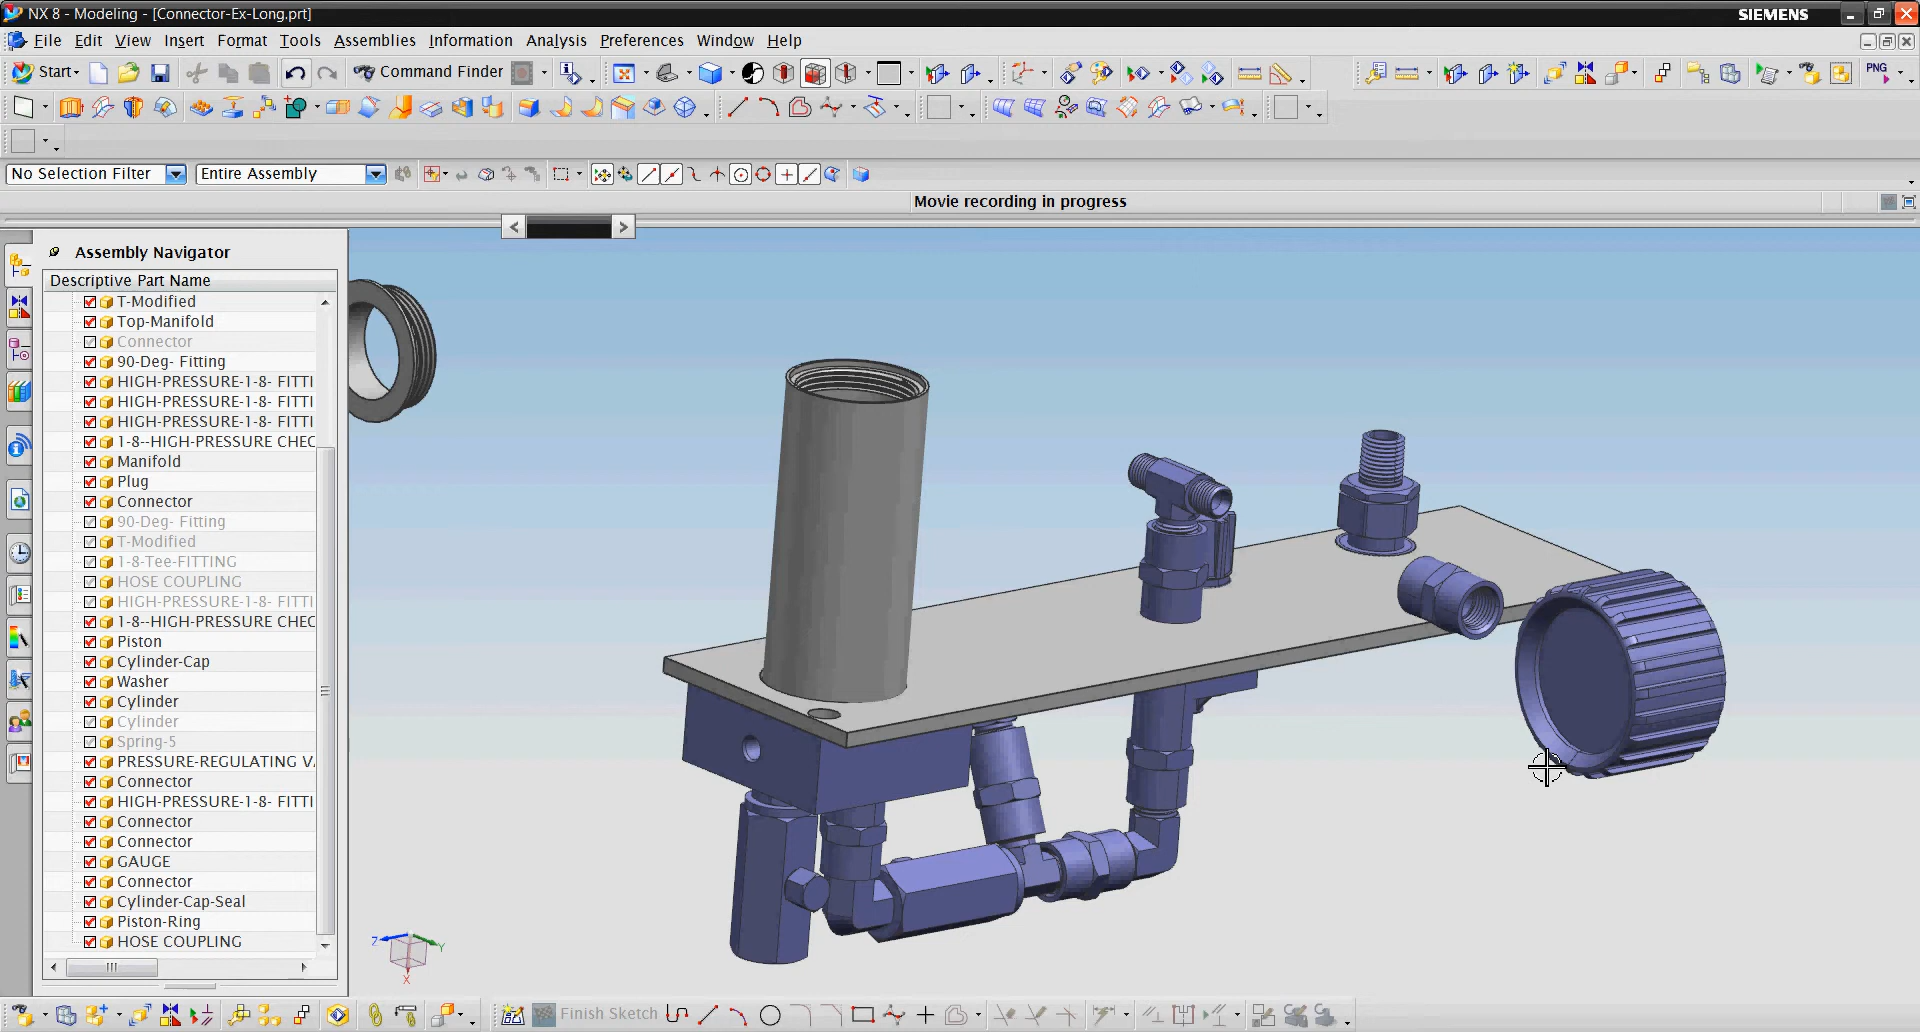 NX 8 - Modeling - [Connector-Ex-Long.prt]
SIEMENS
File Edit View Insert Format Tools Assemblies Information Analysis Preferences Window Help
Start
Command Finder
PNG
No Selection Filter
Entire Assembly
Movie recording in progress
Assembly Navigator
Descriptive Part Name
T-Modified
Top-Manifold
Connector
90-Deg- Fitting
HIGH-PRESSURE-1-8- FITTI
HIGH-PRESSURE-1-8- FITTI
HIGH-PRESSURE-1-8- FITTI
1-8--HIGH-PRESSURE CHEC
Manifold
Plug
Connector
90-Deg- Fitting
T-Modified
1-8-Tee-FITTING
HOSE COUPLING
HIGH-PRESSURE-1-8- FITTI
1-8--HIGH-PRESSURE CHEC
Piston
Cylinder-Cap
Washer
Cylinder
Cylinder
Spring-5
PRESSURE-REGULATING V
Connector
HIGH-PRESSURE-1-8- FITTI
Connector
Connector
GAUGE
Connector
Cylinder-Cap-Seal
Piston-Ring
HOSE COUPLING
Z
Y
X
Finish Sketch